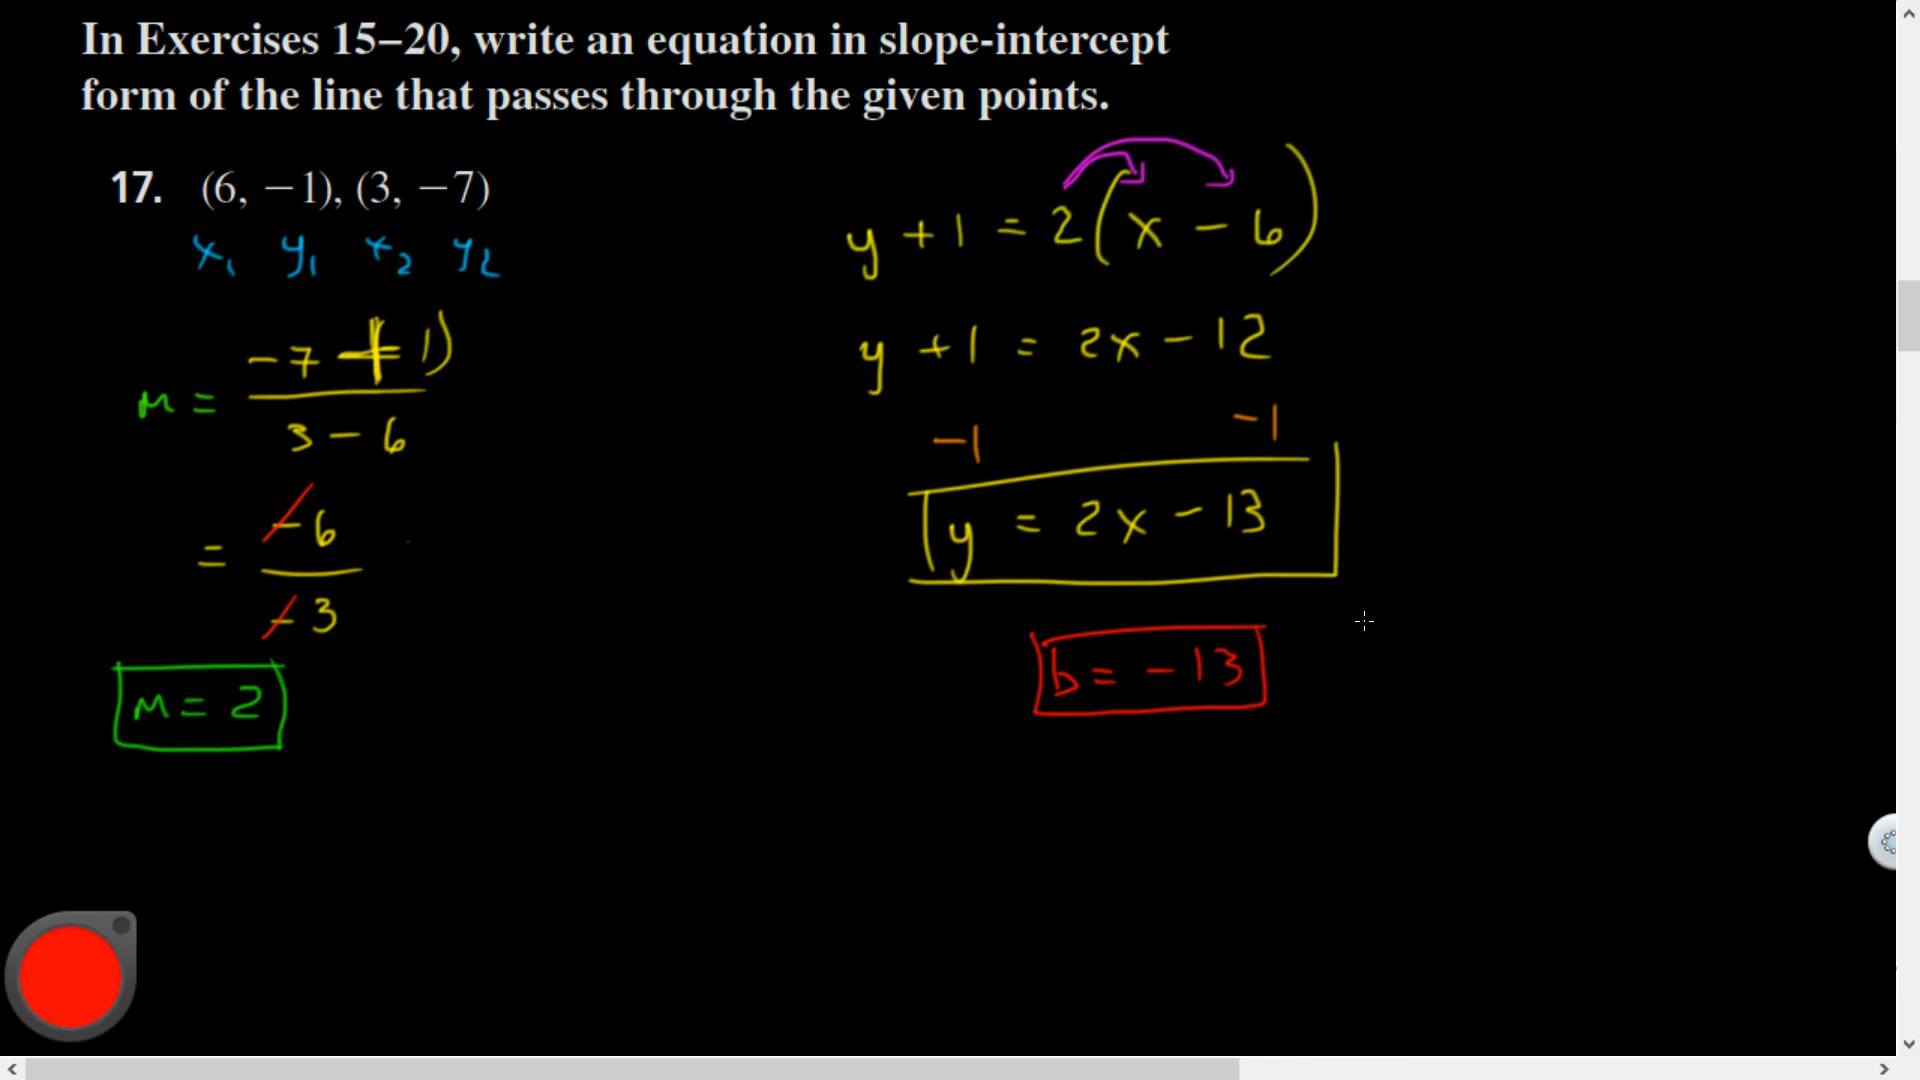 In Exercises 15–20, write an equation in slope-intercept
form of the line that passes through the given points.
17. (6, −1), (3, −7)
x₁ y₁ x₂ y₂
m = −7 + 1)
3 − 6
= −6
−3
m = 2
y + 1 = 2(x − 6)
y + 1 = 2x − 12
−1 −1
y = 2x − 13
b = −13